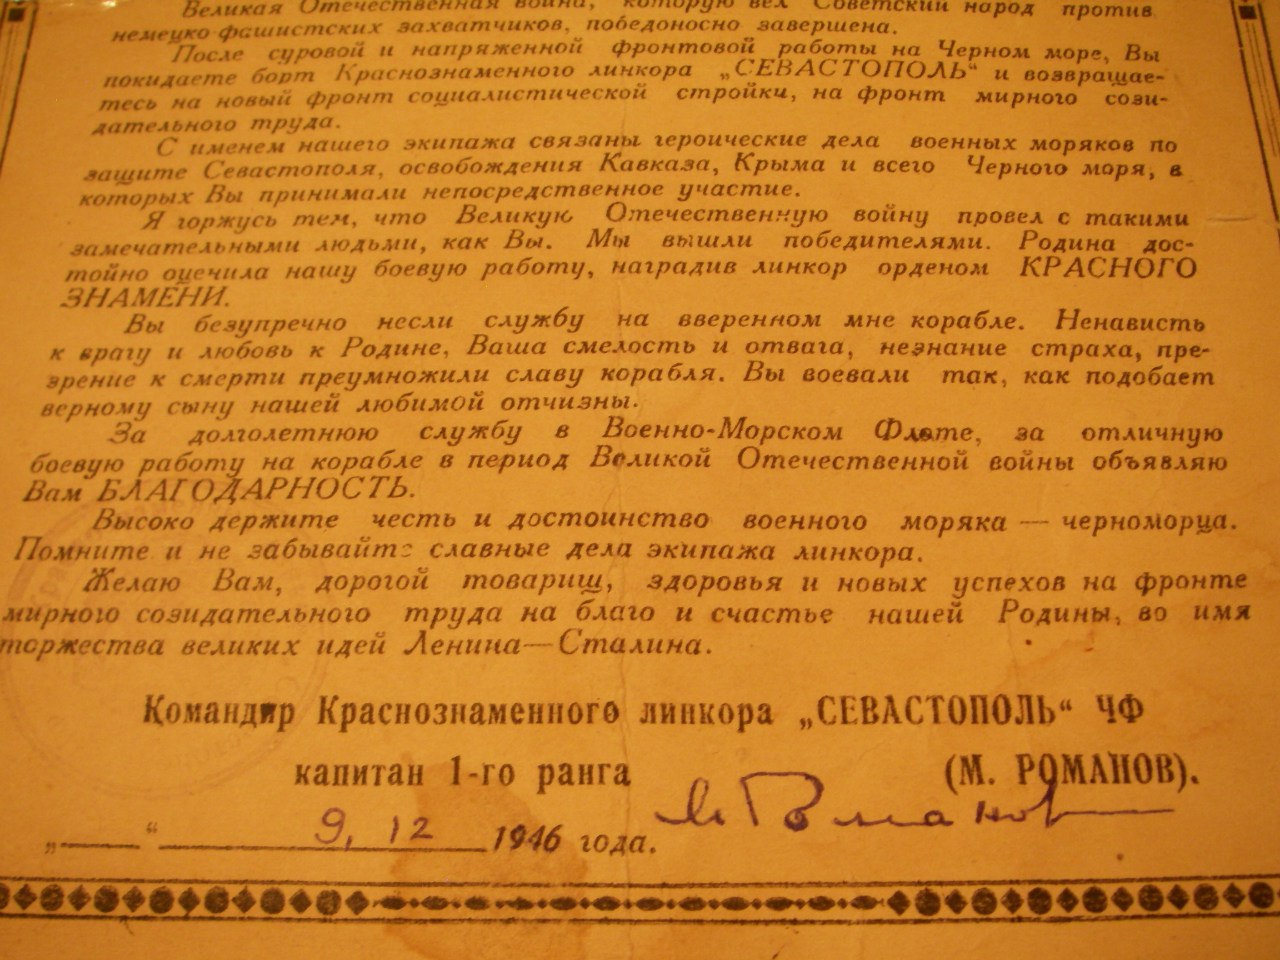 Великая Отечественная война, которую вел Советский народ против
немецко-фашистских захватчиков, победоносно завершена.
После суровой и напряженной фронтовой работы на Черном море, Вы
покидаете борт Краснознаменного линкора „СЕВАСТОПОЛЬ“ и возвращае-
тесь на новый фронт социалистической стройки, на фронт мирного сози-
дательного труда.
С именем нашего экипажа связаны героические дела военных моряков по
защите Севастополя, освобождения Кавказа, Крыма и всего Черного моря, в
которых Вы принимали непосредственное участие.
Я горжусь тем, что Великую Отечественную войну провел с такими
замечательными людьми, как Вы. Мы вышли победителями. Родина дос-
тойно оценила нашу боевую работу, наградив линкор орденом КРАСНОГО
ЗНАМЕНИ.
Вы безупречно несли службу на вверенном мне корабле. Ненависть
к врагу и любовь к Родине, Ваша смелость и отвага, незнание страха, пре-
зрение к смерти преумножили славу корабля. Вы воевали так, как подобает
верному сыну нашей любимой отчизны.
За долголетнюю службу в Военно-Морском Флоте, за отличную
боевую работу на корабле в период Великой Отечественной войны объявляю
Вам БЛАГОДАРНОСТЬ.
Высоко держите честь и достоинство военного моряка — черноморца.
Помните и не забывайте славные дела экипажа линкора.
Желаю Вам, дорогой товарищ, здоровья и новых успехов на фронте
мирного созидательного труда на благо и счастье нашей Родины, во имя
торжества великих идей Ленина—Сталина.
Командир Краснознаменного линкора „СЕВАСТОПОЛЬ“ ЧФ
капитан 1-го ранга (М. РОМАНОВ).
М Романов
„ “ 9, 12 1946 года.